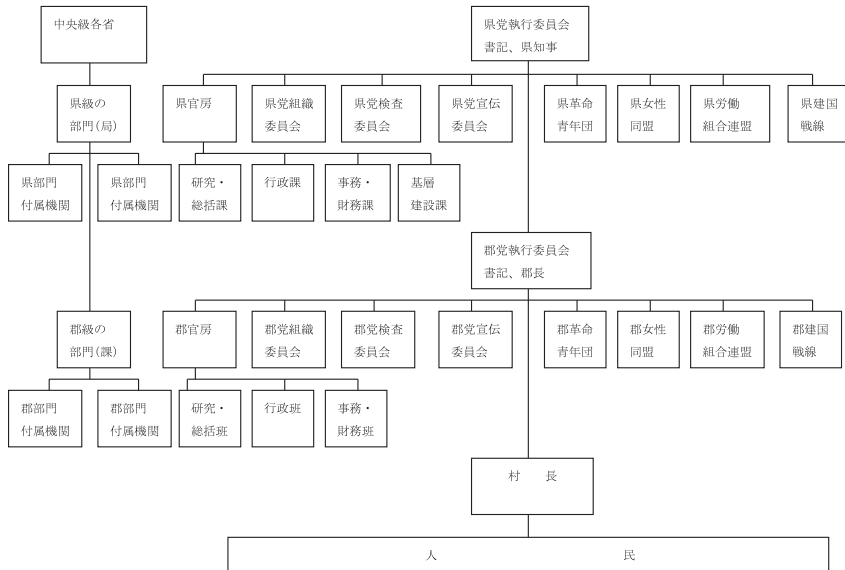 中央級各省
県党執行委員会
書記、県知事
県級の
部門(局)
県官房
県党組織
委員会
県党検査
委員会
県党宣伝
委員会
県革命
青年団
県女性
同盟
県労働
組合連盟
県建国
戦線
県部門
付属機関
県部門
付属機関
研究・
総括課
行政課
事務・
財務課
基層
建設課
郡党執行委員会
書記、郡長
郡級の
部門(課)
郡官房
郡党組織
委員会
郡党検査
委員会
郡党宣伝
委員会
郡革命
青年団
郡女性
同盟
郡労働
組合連盟
郡建国
戦線
郡部門
付属機関
郡部門
付属機関
研究・
総括班
行政班
事務・
財務班
村　長
人　民